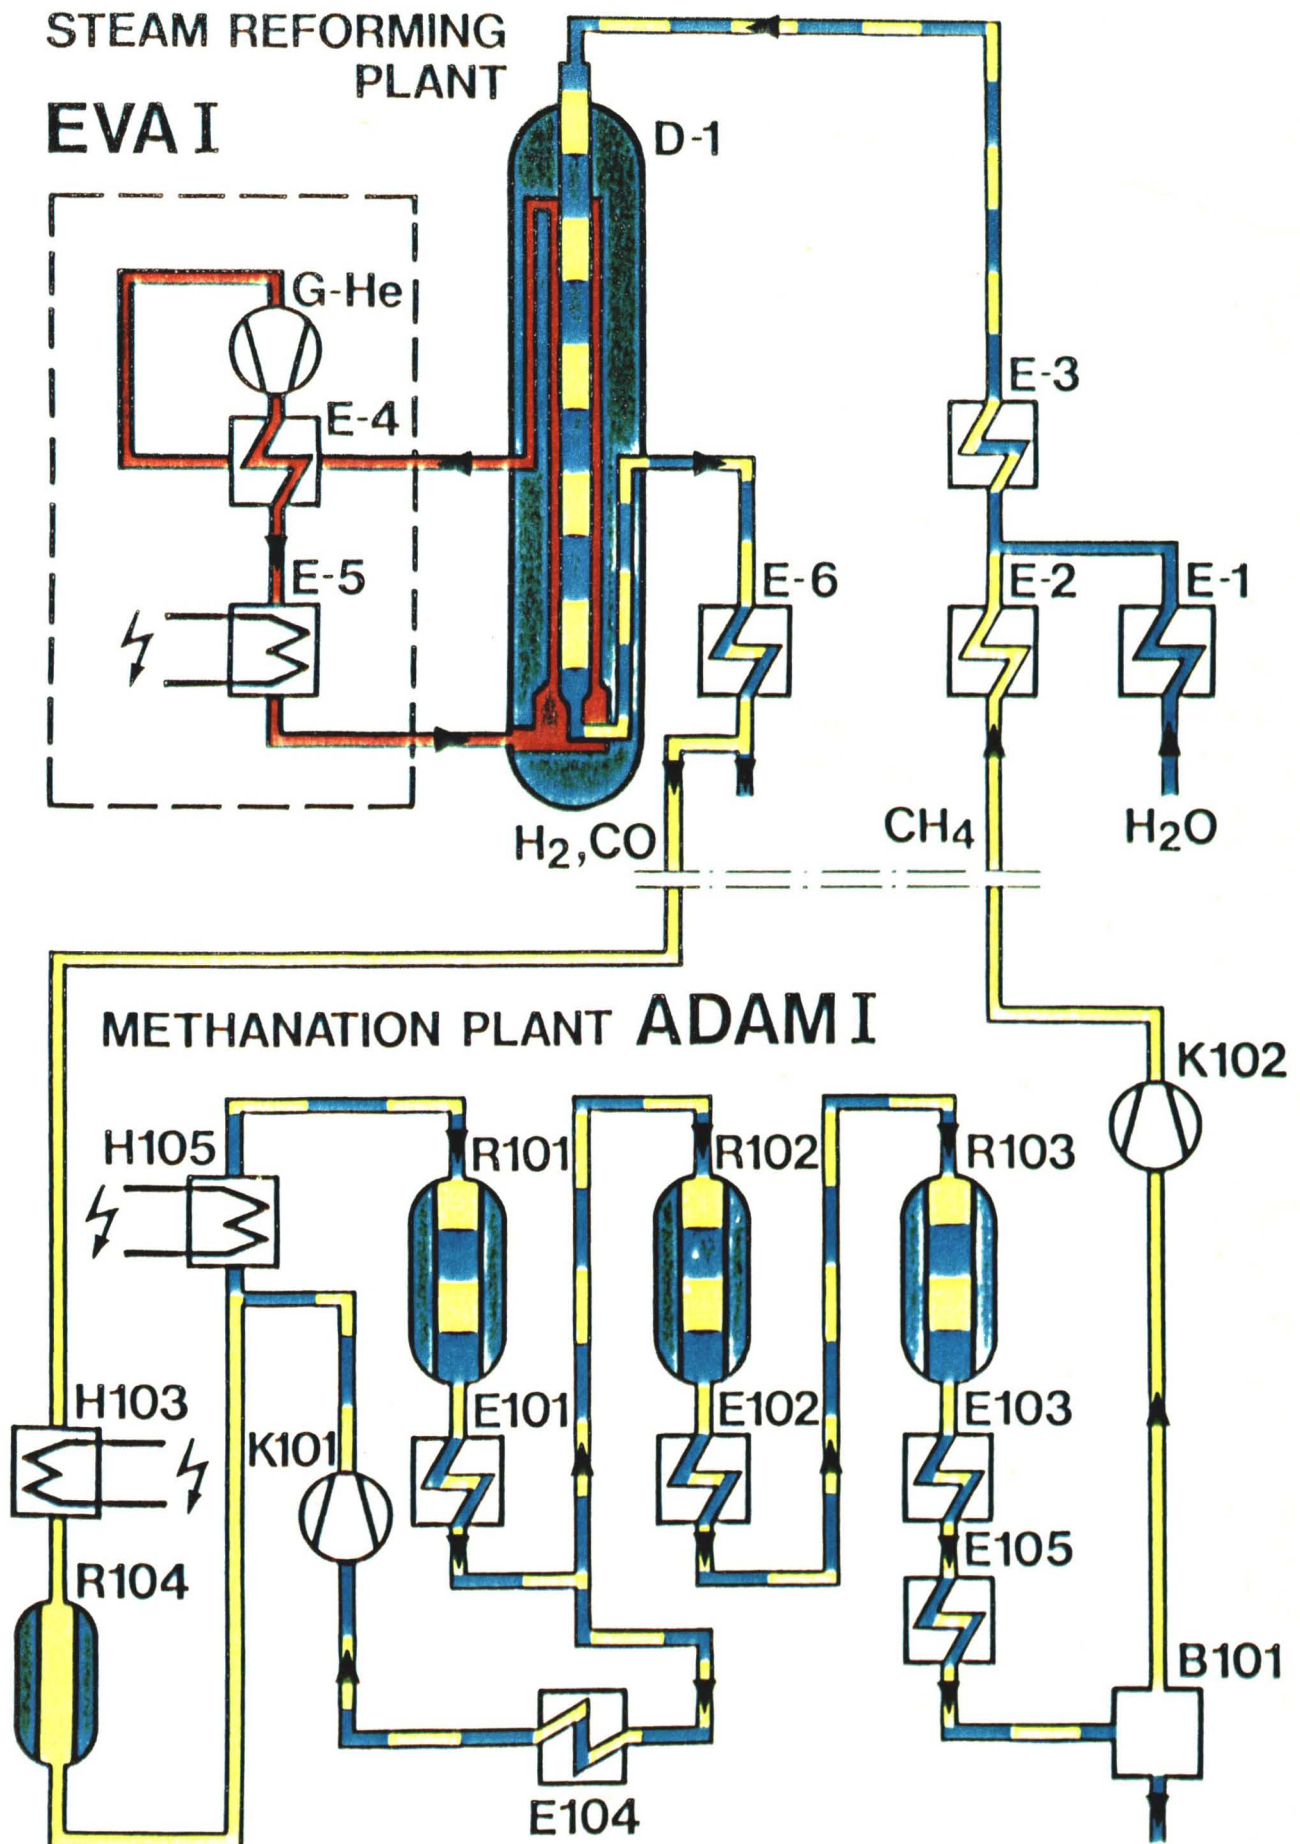 STEAM REFORMING
PLANT
EVA I
D-1
G-He
E-4
E-3
E-5
E-6
E-2
E-1
H2,CO
CH4
H2O
METHANATION PLANT ADAM I
K102
H105
R101
R102
R103
H103
K101
E101
E102
E103
R104
E105
B101
E104